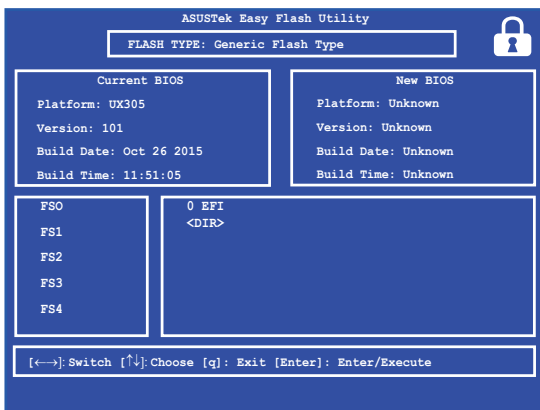 ASUSTek Easy Flash Utility
FLASH TYPE: Generic Flash Type
Current BIOS
Platform: UX305
Version: 101
Build Date: Oct 26 2015
Build Time: 11:51:05
New BIOS
Platform: Unknown
Version: Unknown
Build Date: Unknown
Build Time: Unknown
FSO
FS1
FS2
FS3
FS4
0 EFI
<DIR>
[←→]: Switch [↑↓]: Choose [q]: Exit [Enter]: Enter/Execute